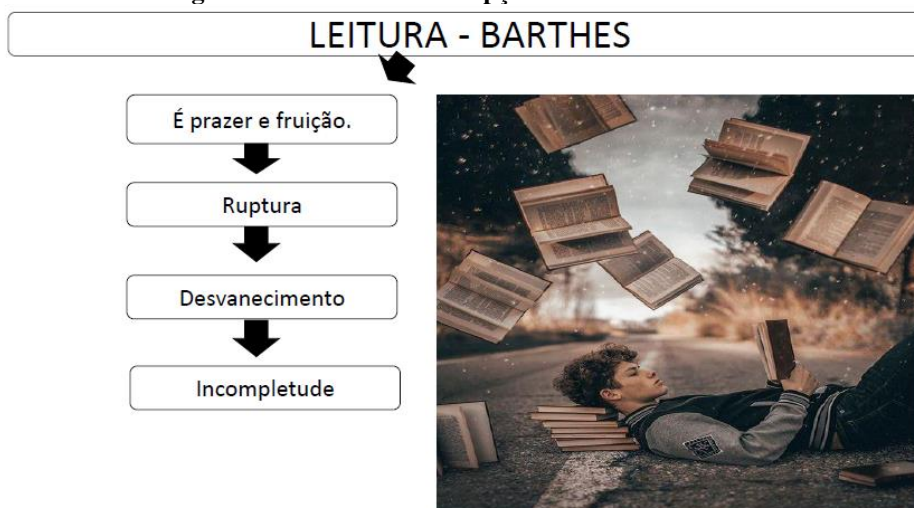 LEITURA - BARTHES
É prazer e fruição.
Ruptura
Desvanecimento
Incompletude